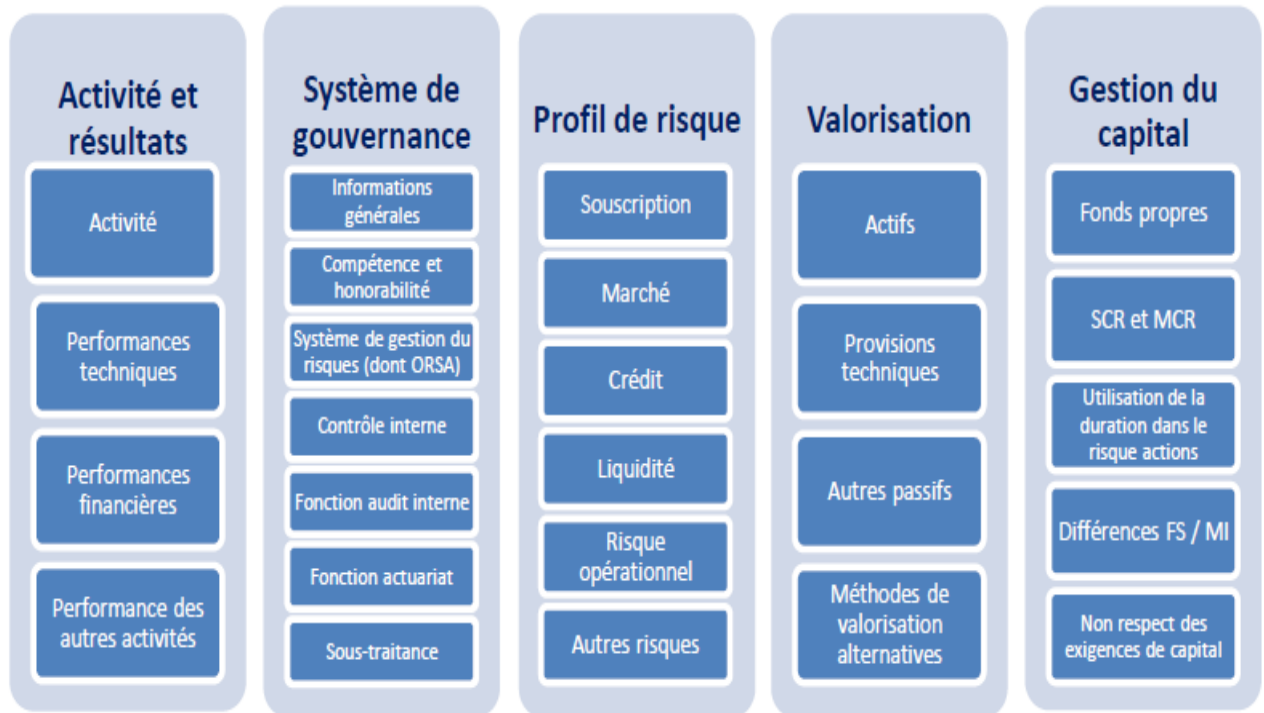 Activité et
résultats
Activité
Performances
techniques
Performances
financières
Performance des
autres activités
Système de
gouvernance
Informations
générales
Compétence et
honorabilité
Système de gestion du
risques (dont ORSA)
Contrôle interne
Fonction audit interne
Fonction actuariat
Sous-traitance
Profil de risque
Souscription
Marché
Crédit
Liquidité
Risque
opérationnel
Autres risques
Valorisation
Actifs
Provisions
techniques
Autres passifs
Méthodes de
valorisation
alternatives
Gestion du
capital
Fonds propres
SCR et MCR
Utilisation de la
duration dans le
risque actions
Différences FS / MI
Non respect des
exigences de capital